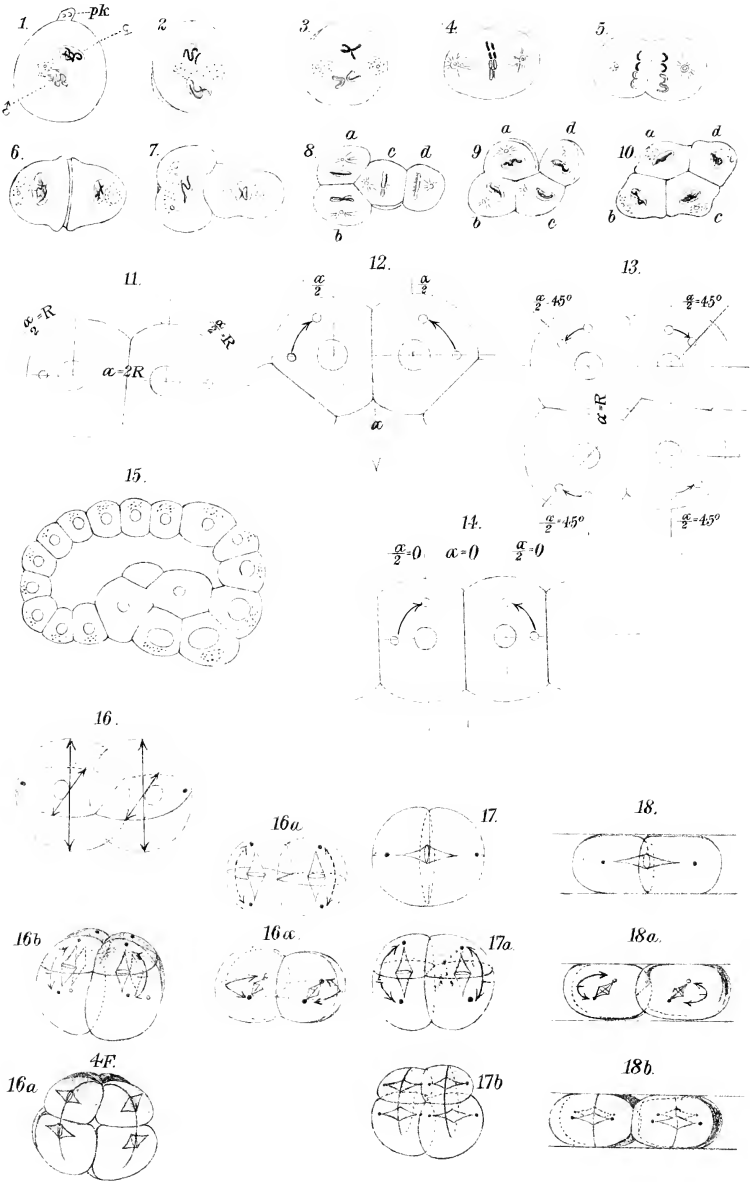 pk.
1.
♀
♂
2
3.
4.
5.
6.
7.
8
a
c
d
b
9
a
d
b
c
10.
a
d
b
c
11.
α/2=R
α/2=R
α=2R
12.
α/2
α/2
α
13.
α/2=45°
α/2=45°
α=R
α/2=45°
α/2=45°
14.
α/2=0
α=0
α/2=0
15.
16.
16a
17.
18.
16b
16α
17a
18a.
4F.
16a
17b
18b.